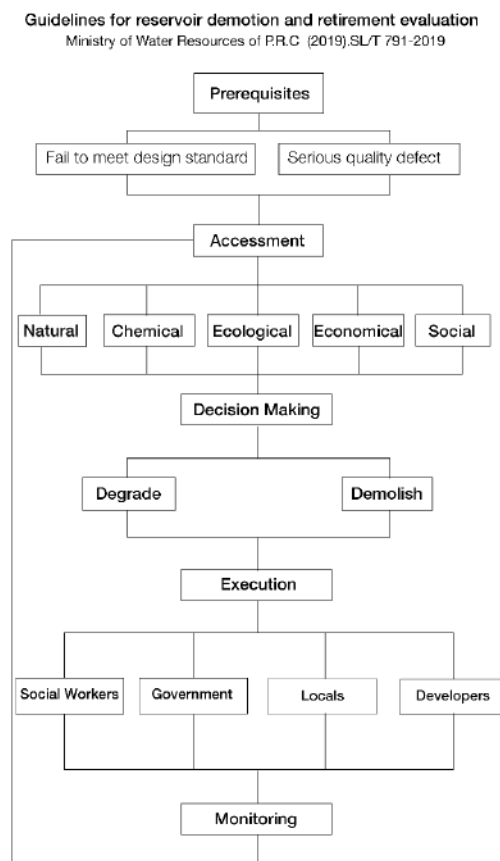 Guidelines for reservoir demotion and retirement evaluation
Ministry of Water Resources of P.R.C (2019).SL/T 791-2019
Prerequisites
Fail to meet design standard
Serious quality defect
Accessment
Natural
Chemical
Ecological
Economical
Social
Decision Making
Degrade
Demolish
Execution
Social Workers
Government
Locals
Developers
Monitoring